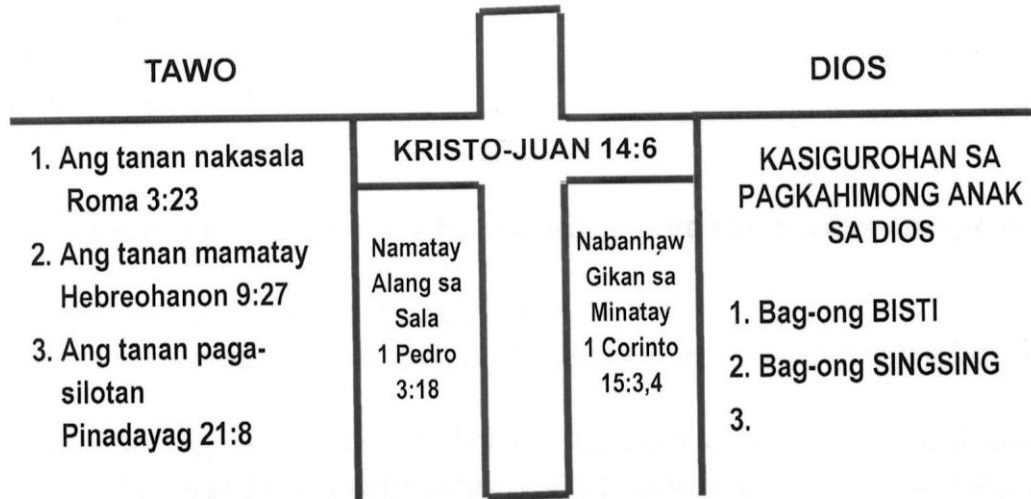 TAWO
DIOS
KRISTO-JUAN 14:6
1. Ang tanan nakasala
Roma 3:23
2. Ang tanan mamatay
Hebreohanon 9:27
3. Ang tanan paga-
silotan
Pinadayag 21:8
Namatay
Alang sa
Sala
1 Pedro
3:18
Nabanhaw
Gikan sa
Minatay
1 Corinto
15:3,4
KASIGUROHAN SA
PAGKAHIMONG ANAK
SA DIOS
1. Bag-ong BISTI
2. Bag-ong SINGSING
3.